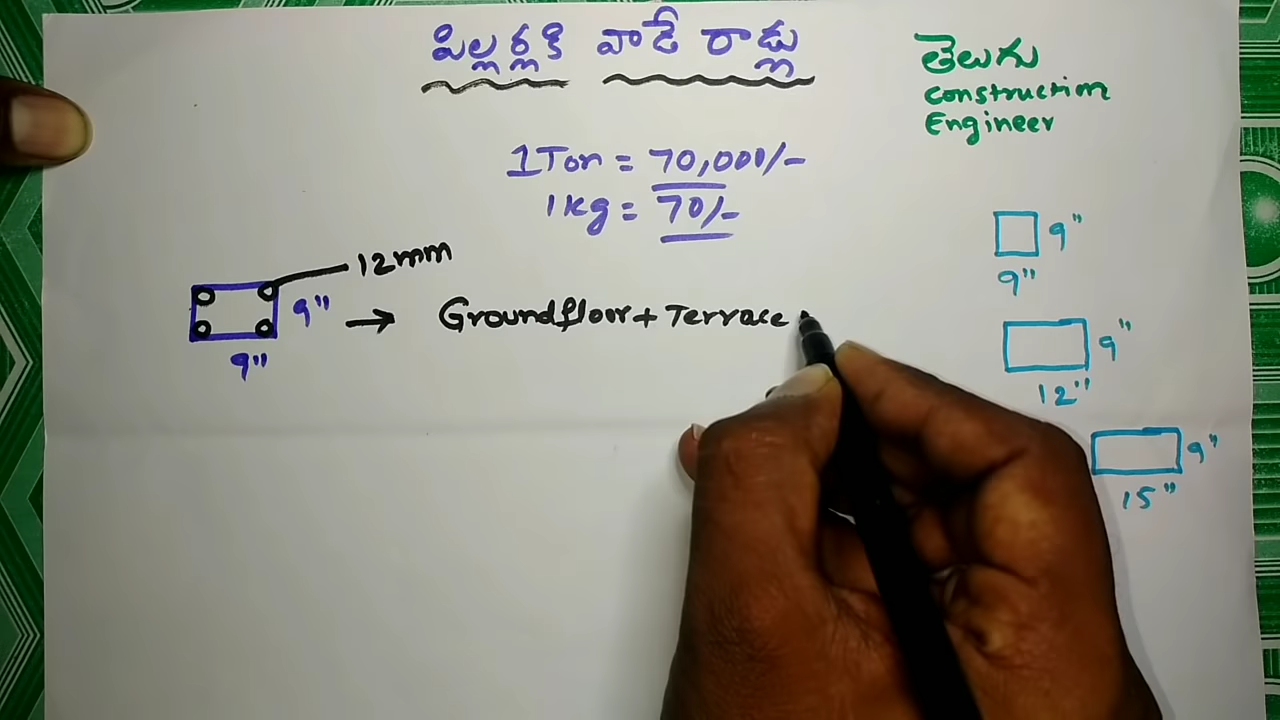 పిల్లర్లకి వాడే రాడ్లు
తెలుగు
Construction
Engineer
1Ton = 70,000/-
1kg = 70/-
12mm
9"
9"
Groundfloor + Terrace
9"
9"
9"
12"
9"
15"